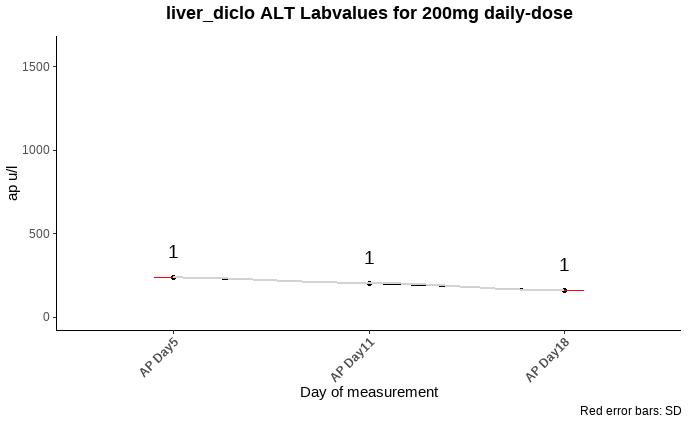 liver_diclo ALT Labvalues for 200mg daily-dose
ap u/l
1500
1000
500
0
1
1
1
AP Day5
AP Day11
AP Day18
Day of measurement
Red error bars: SD